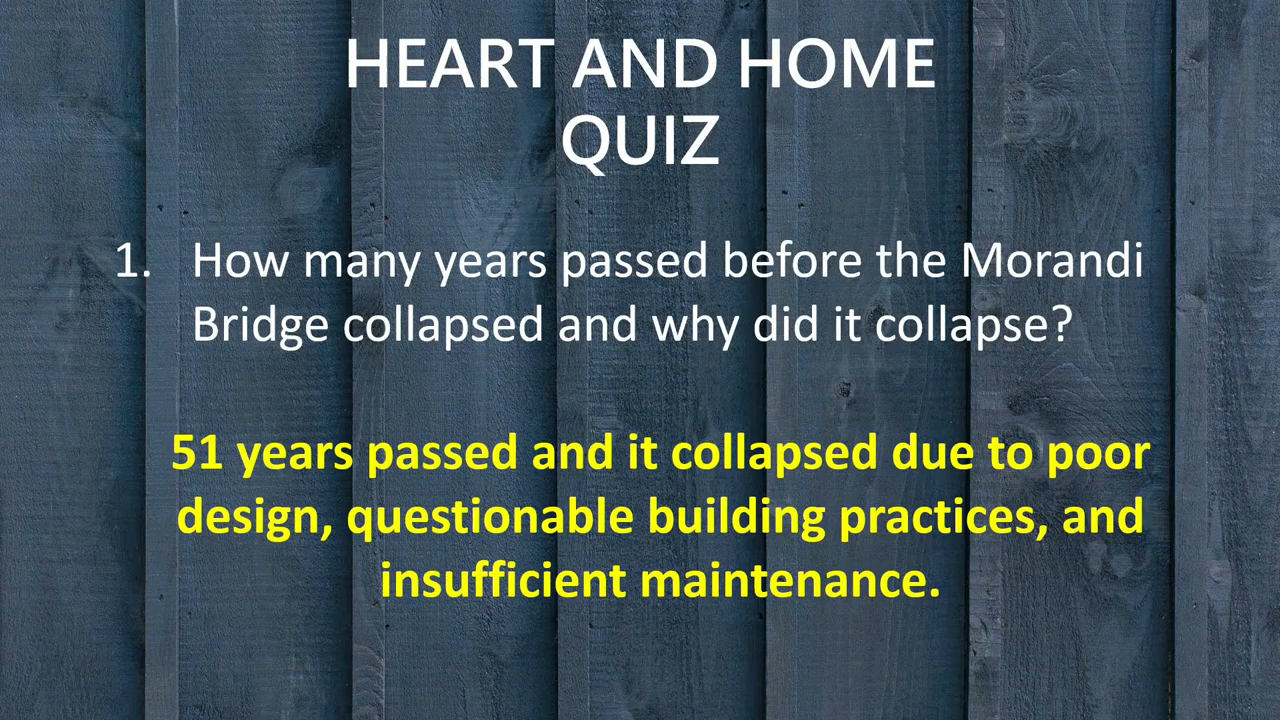 HEART AND HOME
QUIZ
1. How many years passed before the Morandi
Bridge collapsed and why did it collapse?
51 years passed and it collapsed due to poor
design, questionable building practices, and
insufficient maintenance.